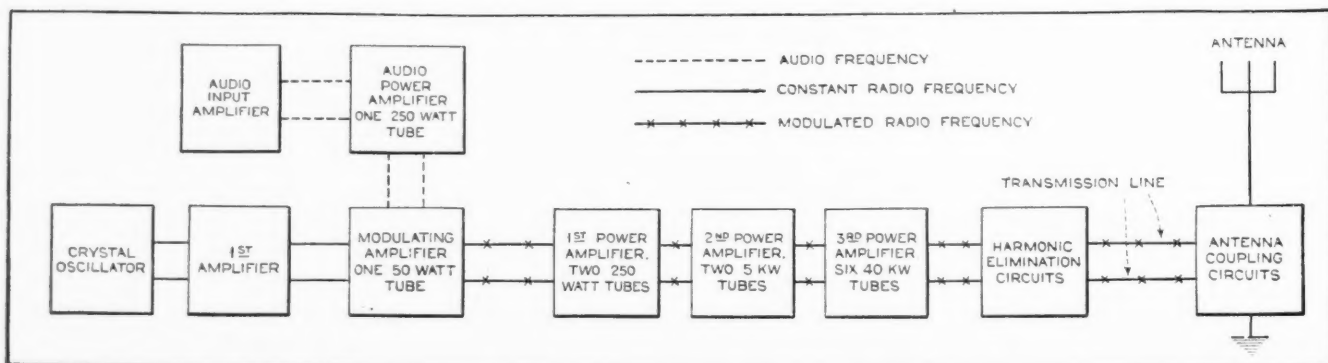 AUDIO
INPUT
AMPLIFIER
AUDIO
POWER
AMPLIFIER
ONE 250 WATT
TUBE
AUDIO FREQUENCY
CONSTANT RADIO FREQUENCY
MODULATED RADIO FREQUENCY
ANTENNA
TRANSMISSION LINE
CRYSTAL
OSCILLATOR
1ST
AMPLIFIER
MODULATING
AMPLIFIER
ONE 50 WATT
TUBE
1ST POWER
AMPLIFIER,
TWO 250
WATT TUBES
2ND POWER
AMPLIFIER,
TWO 5 KW
TUBES
3RD POWER
AMPLIFIER
SIX 40 KW
TUBES
HARMONIC
ELIMINATION
CIRCUITS
ANTENNA
COUPLING
CIRCUITS